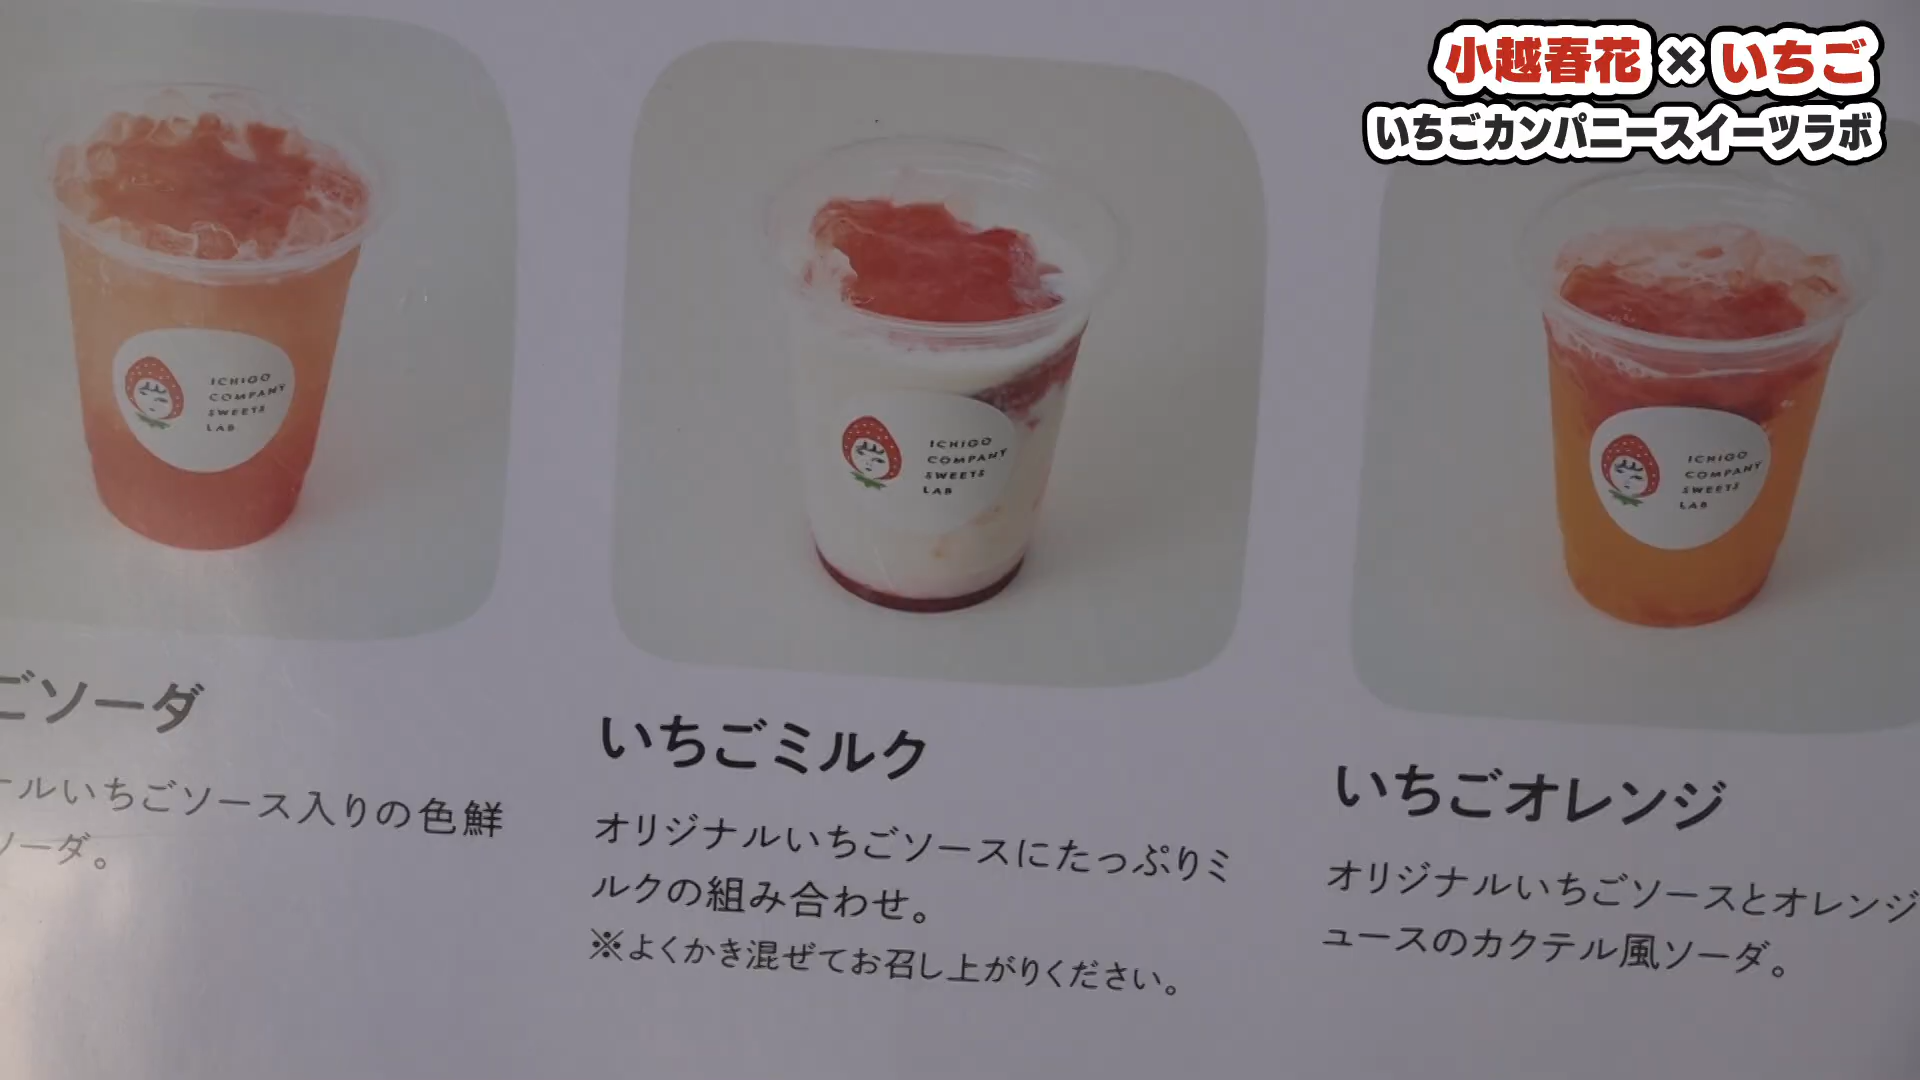 小越春花×いちご
いちごカンパニースイーツラボ
ICHIGO
COMPANY
SWEETS
LAB
ICHIGO
COMPANY
SWEETS
LAB
ICHIGO
COMPANY
SWEETS
LAB
ごソーダ
ールいちごソース入りの色鮮
ソーダ。
いちごミルク
オリジナルいちごソースにたっぷりミ
ルクの組み合わせ。
※よくかき混ぜてお召し上がりください。
いちごオレンジ
オリジナルいちごソースとオレンジ
ュースのカクテル風ソーダ。